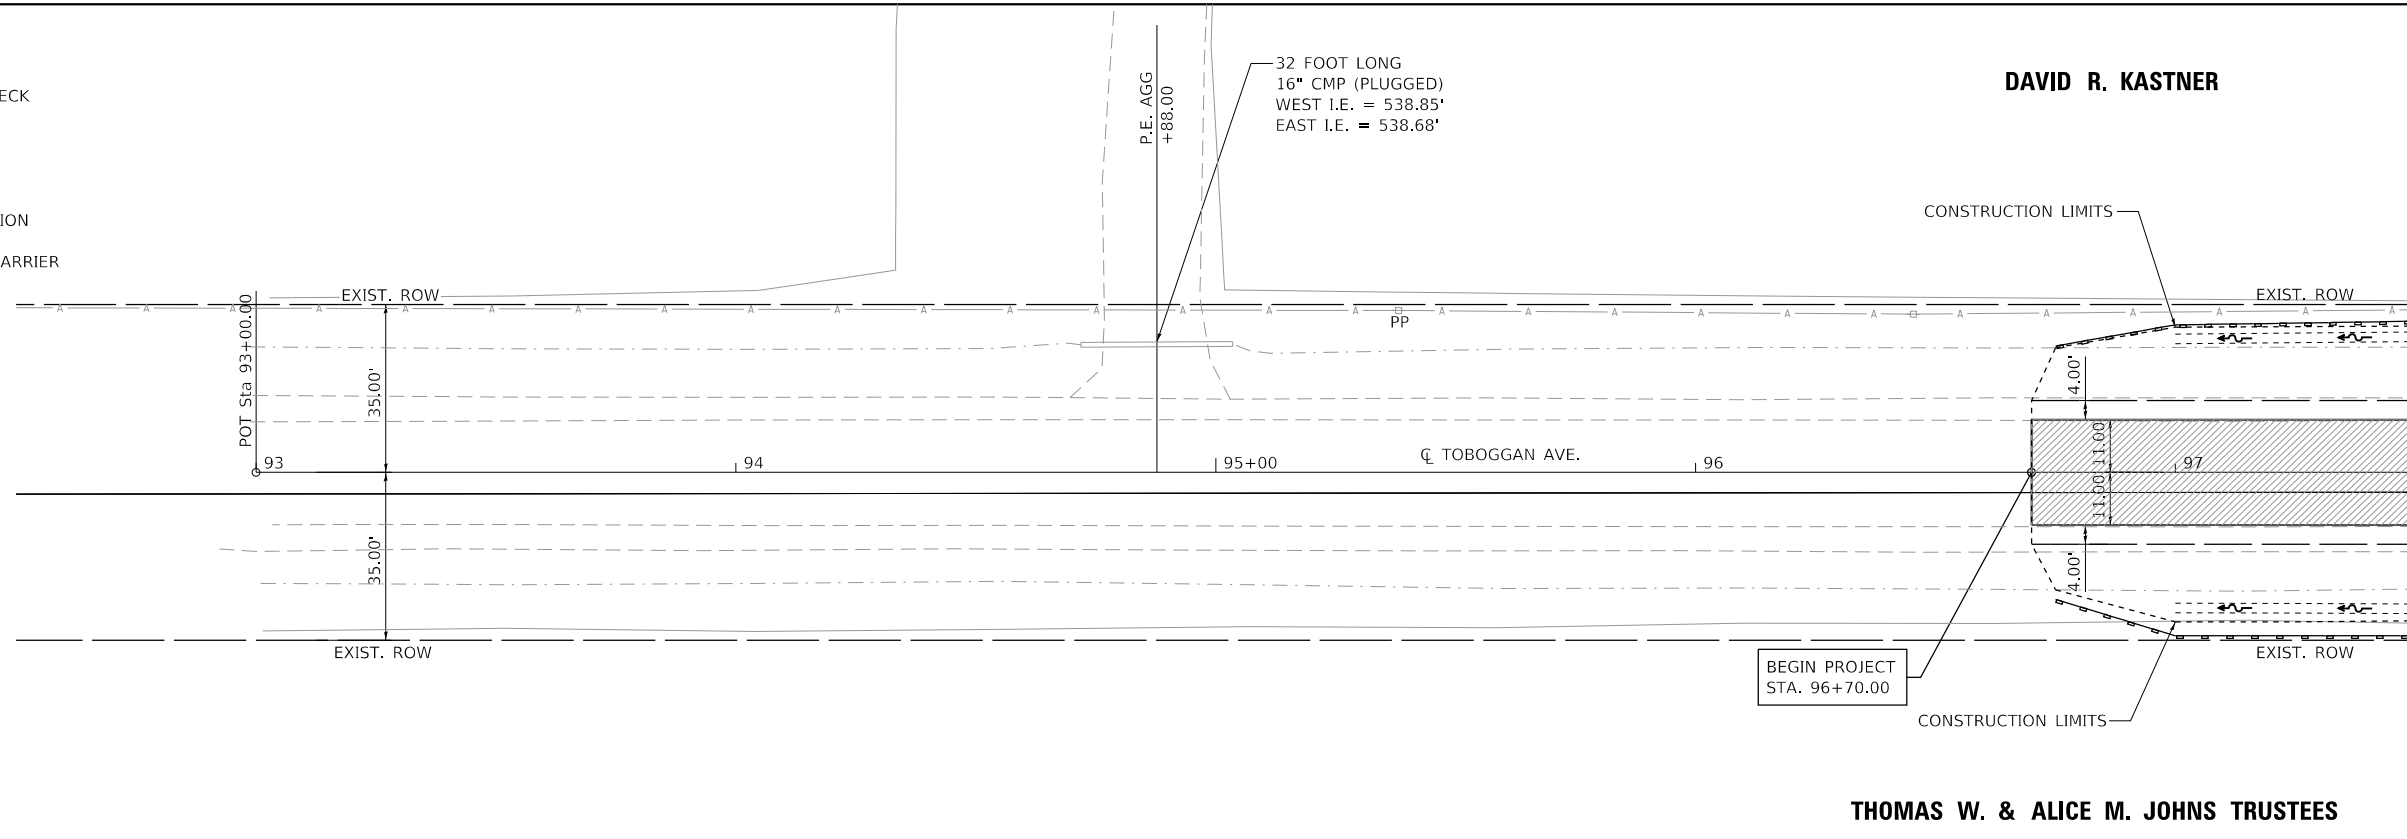 ECK
ION
ARRIER
32 FOOT LONG
16" CMP (PLUGGED)
WEST I.E. = 538.85'
EAST I.E. = 538.68'
P.E. AGG
+88.00
DAVID R. KASTNER
CONSTRUCTION LIMITS
EXIST. ROW
EXIST. ROW
A A A A A A A A A A A A A A A A A A A A A A A A A A A A
PP
POT Sta 93+00.00
35.00'
4.00'
93
94
95+00
℄ TOBOGGAN AVE.
96
97
11.00
11.00
35.00'
4.00'
EXIST. ROW
EXIST. ROW
BEGIN PROJECT
STA. 96+70.00
CONSTRUCTION LIMITS
THOMAS W. & ALICE M. JOHNS TRUSTEES